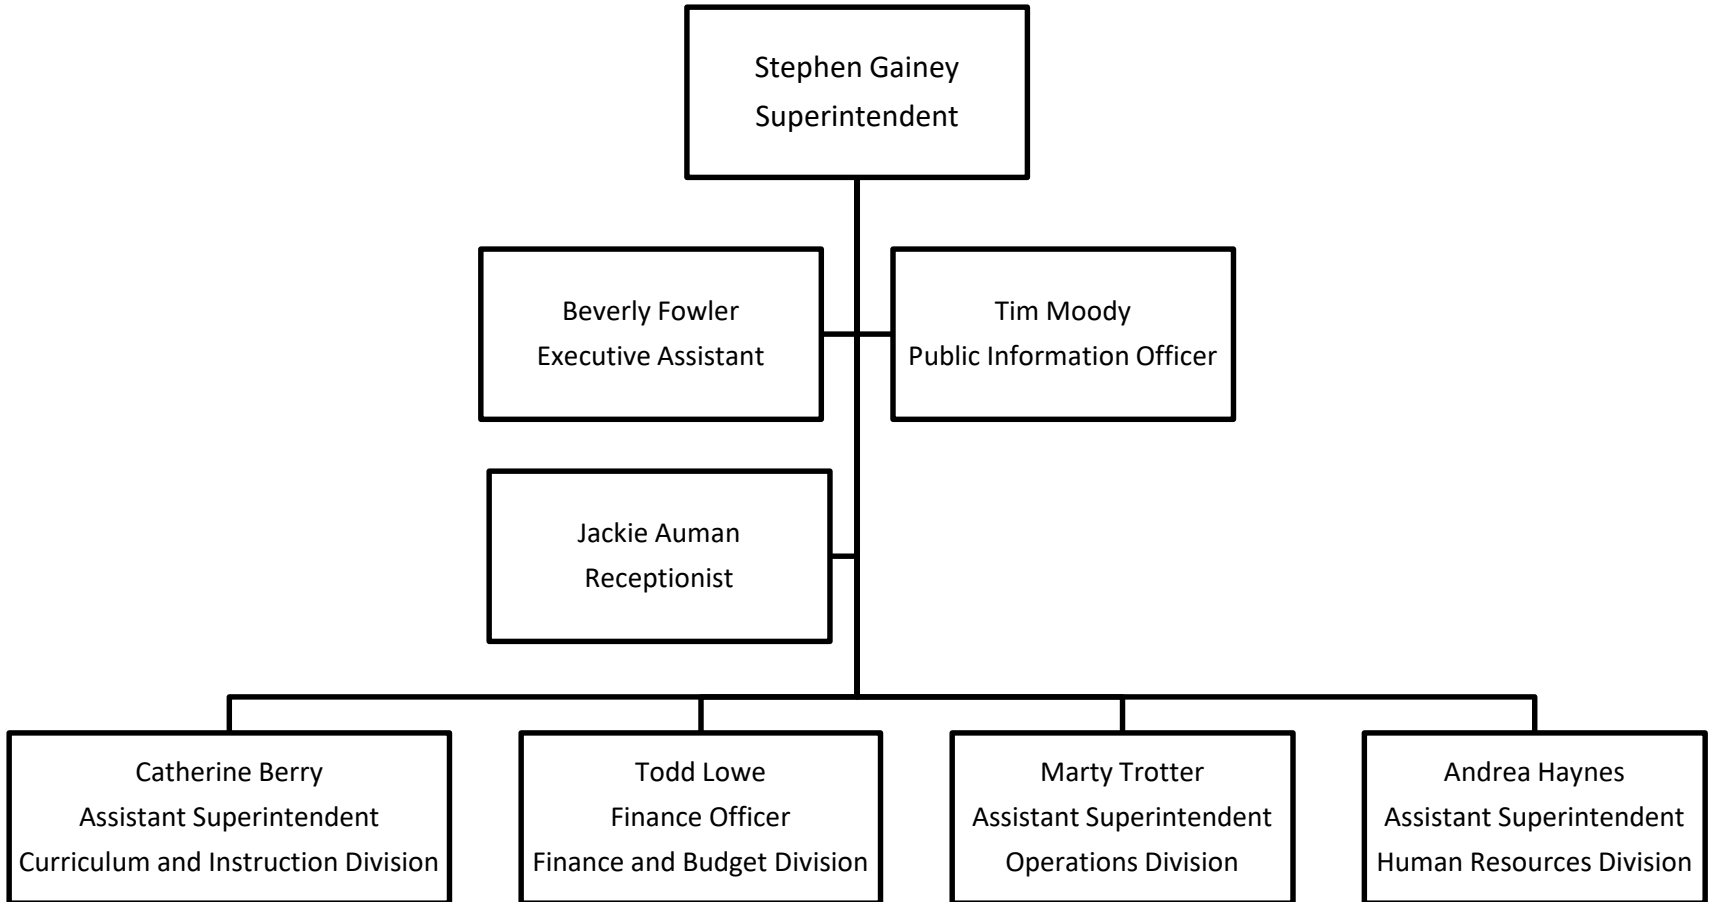 Stephen Gainey
Superintendent
Beverly Fowler
Executive Assistant
Tim Moody
Public Information Officer
Jackie Auman
Receptionist
Catherine Berry
Assistant Superintendent
Curriculum and Instruction Division
Todd Lowe
Finance Officer
Finance and Budget Division
Marty Trotter
Assistant Superintendent
Operations Division
Andrea Haynes
Assistant Superintendent
Human Resources Division